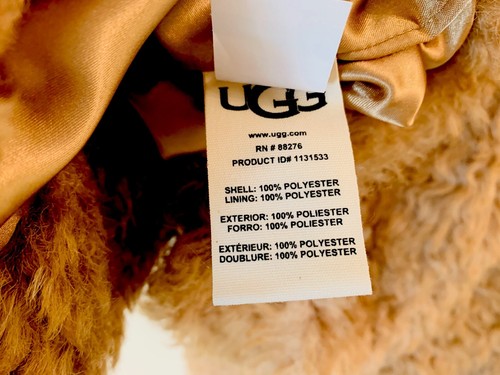 UGG
www.ugg.com
RN # 88276
PRODUCT ID# 1131533
SHELL: 100% POLYESTER
LINING: 100% POLYESTER
EXTERIOR: 100% POLIESTER
FORRO: 100% POLIESTER
EXTÉRIEUR: 100% POLYESTER
DOUBLURE: 100% POLYESTER